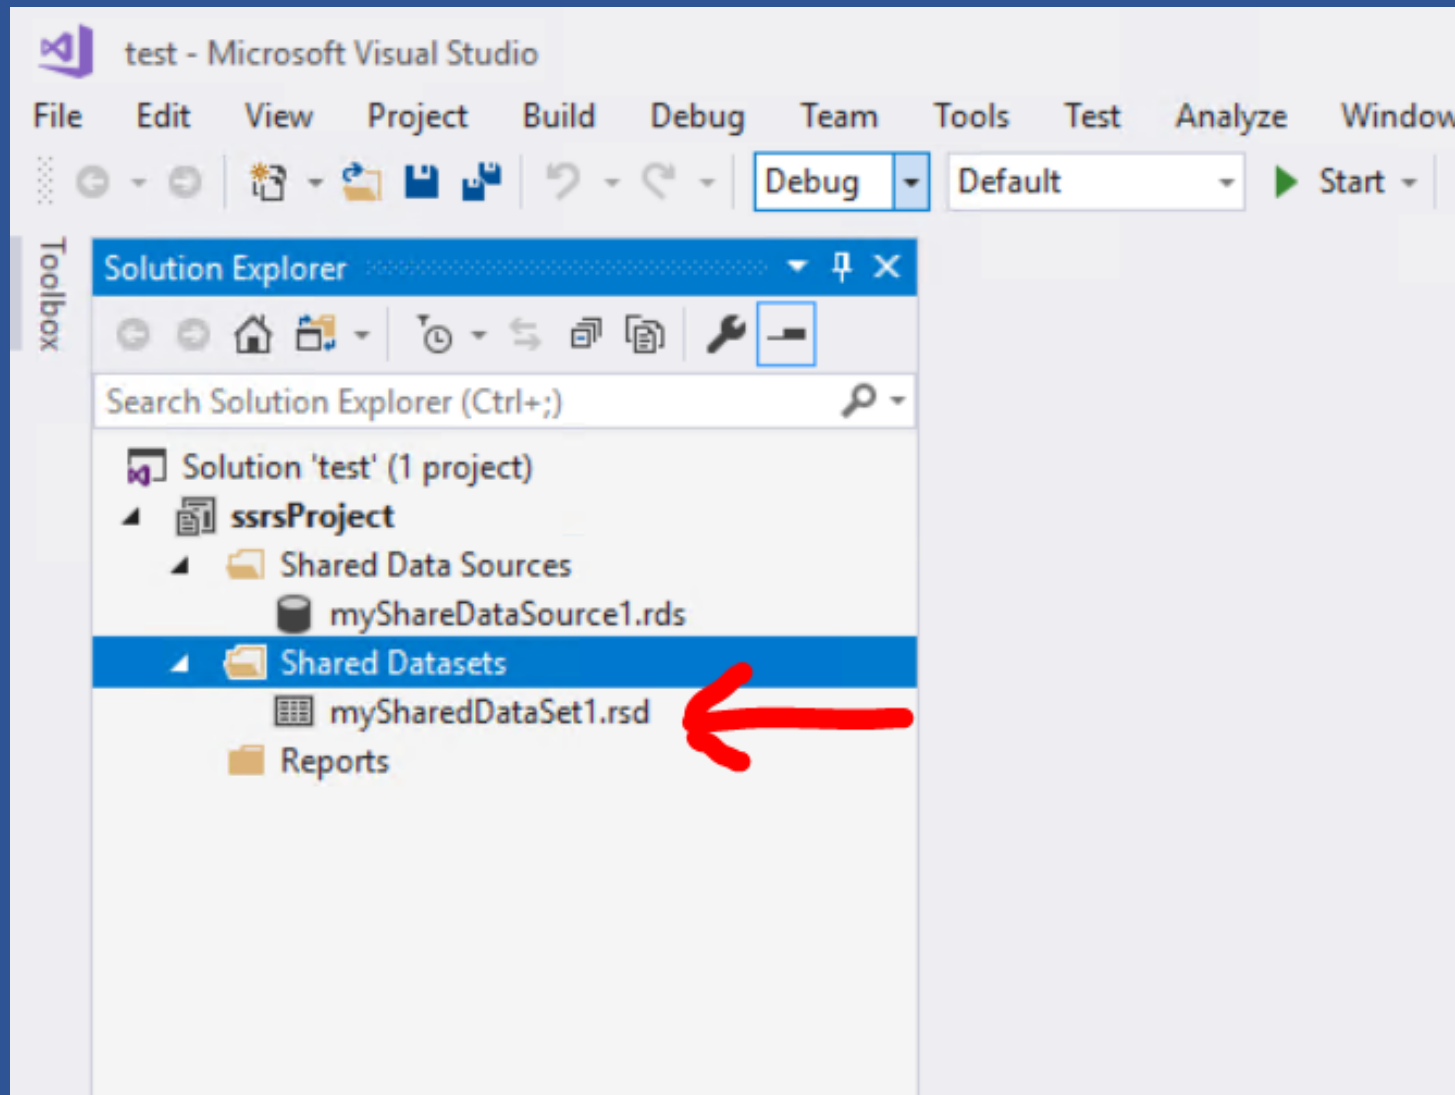 test - Microsoft Visual Studio
File Edit View Project Build Debug Team Tools Test Analyze Window
Debug Default Start
Toolbox
Solution Explorer
Search Solution Explorer (Ctrl+;)
Solution 'test' (1 project)
ssrsProject
Shared Data Sources
myShareDataSource1.rds
Shared Datasets
mySharedDataSet1.rsd
Reports